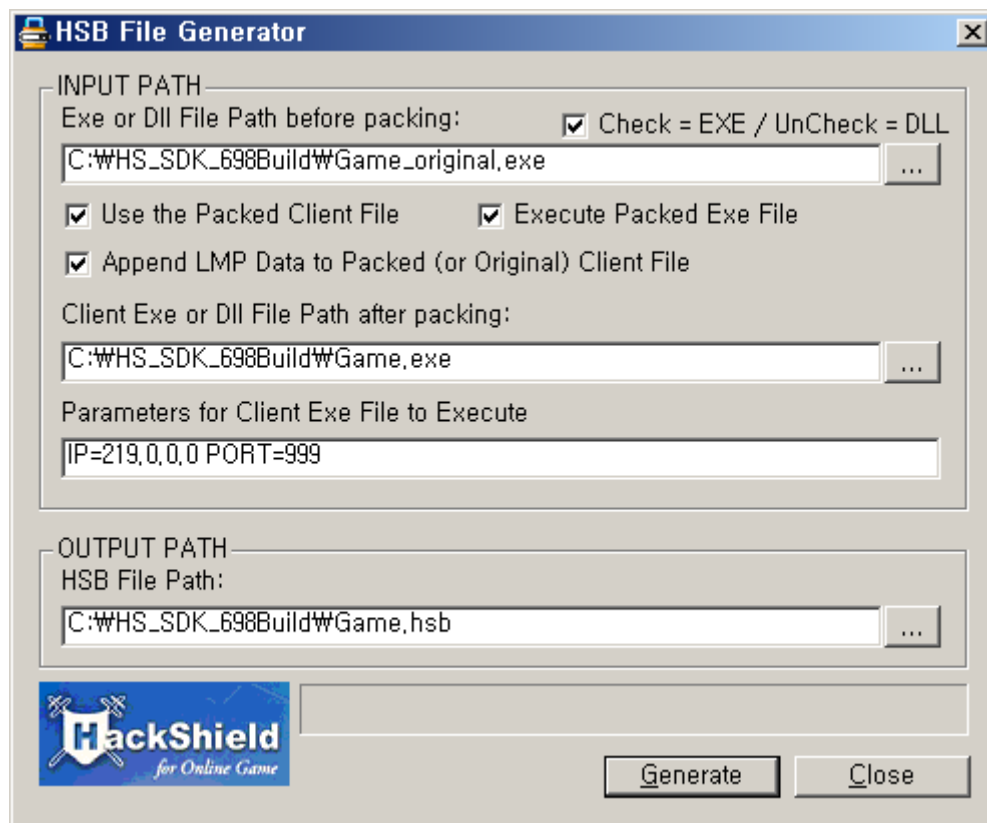 HSB File Generator
INPUT PATH
Exe or Dll File Path before packing:
Check = EXE / UnCheck = DLL
C:₩HS_SDK_698Build₩Game_original.exe
...
Use the Packed Client File
Execute Packed Exe File
Append LMP Data to Packed (or Original) Client File
Client Exe or Dll File Path after packing:
C:₩HS_SDK_698Build₩Game.exe
...
Parameters for Client Exe File to Execute
IP=219.0.0.0 PORT=999
OUTPUT PATH
HSB File Path:
C:₩HS_SDK_698Build₩Game.hsb
...
HackShield
for Online Game
Generate
Close